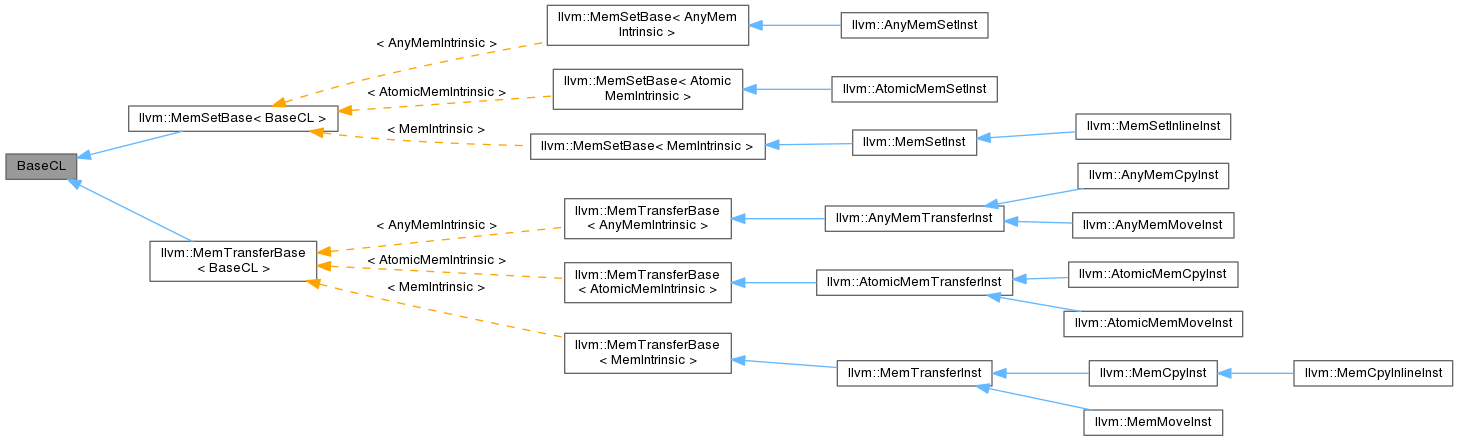 llvm::MemSetBase< AnyMem
Intrinsic >
llvm::AnyMemSetInst
< AnyMemIntrinsic >
llvm::MemSetBase< Atomic
MemIntrinsic >
llvm::AtomicMemSetInst
< AtomicMemIntrinsic >
llvm::MemSetBase< BaseCL >
< MemIntrinsic >
llvm::MemSetBase< MemIntrinsic >
llvm::MemSetInst
llvm::MemSetInlineInst
BaseCL
llvm::AnyMemCpyInst
llvm::MemTransferBase
< AnyMemIntrinsic >
llvm::AnyMemTransferInst
llvm::AnyMemMoveInst
< AnyMemIntrinsic >
llvm::MemTransferBase
< BaseCL >
< AtomicMemIntrinsic >
llvm::MemTransferBase
< AtomicMemIntrinsic >
llvm::AtomicMemTransferInst
llvm::AtomicMemCpyInst
< MemIntrinsic >
llvm::AtomicMemMoveInst
llvm::MemTransferBase
< MemIntrinsic >
llvm::MemTransferInst
llvm::MemCpyInst
llvm::MemCpyInlineInst
llvm::MemMoveInst